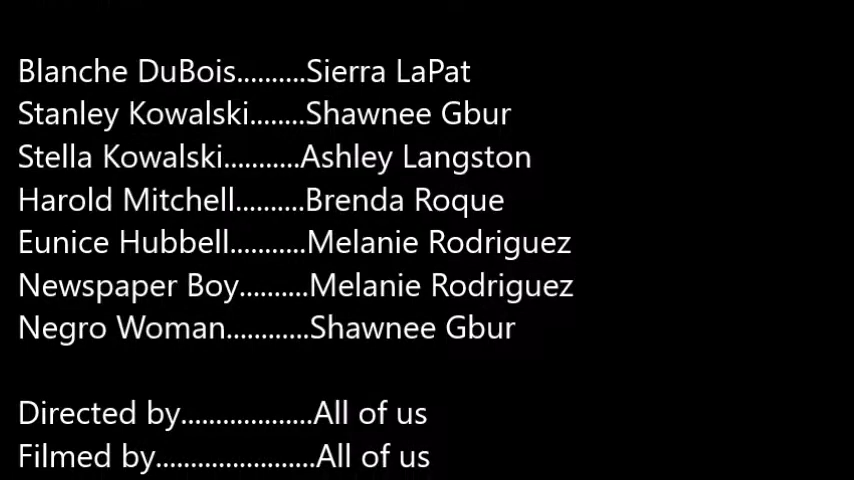 Blanche DuBois..........Sierra LaPat
Stanley Kowalski........Shawnee Gbur
Stella Kowalski...........Ashley Langston
Harold Mitchell..........Brenda Roque
Eunice Hubbell...........Melanie Rodriguez
Newspaper Boy..........Melanie Rodriguez
Negro Woman............Shawnee Gbur
Directed by...................All of us
Filmed by.......................All of us